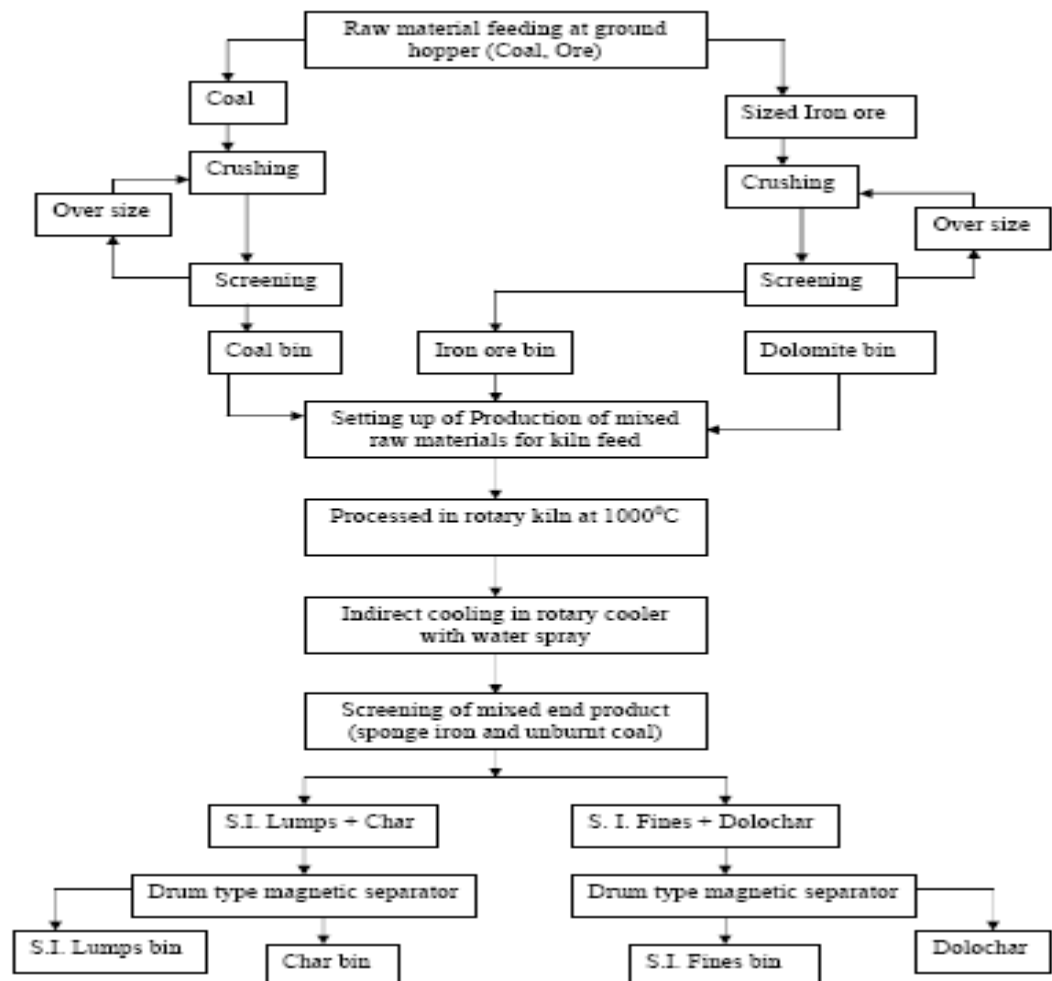 Raw material feeding at ground
hopper (Coal, Ore)
Coal
Sized Iron ore
Crushing
Crushing
Over size
Over size
Screening
Screening
Coal bin
Iron ore bin
Dolomite bin
Setting up of Production of mixed
raw materials for kiln feed
Processed in rotary kiln at 1000⁰C
Indirect cooling in rotary cooler
with water spray
Screening of mixed end product
(sponge iron and unburnt coal)
S.I. Lumps + Char
S. I. Fines + Dolochar
Drum type magnetic separator
Drum type magnetic separator
S.I. Lumps bin
Char bin
S.I. Fines bin
Dolochar